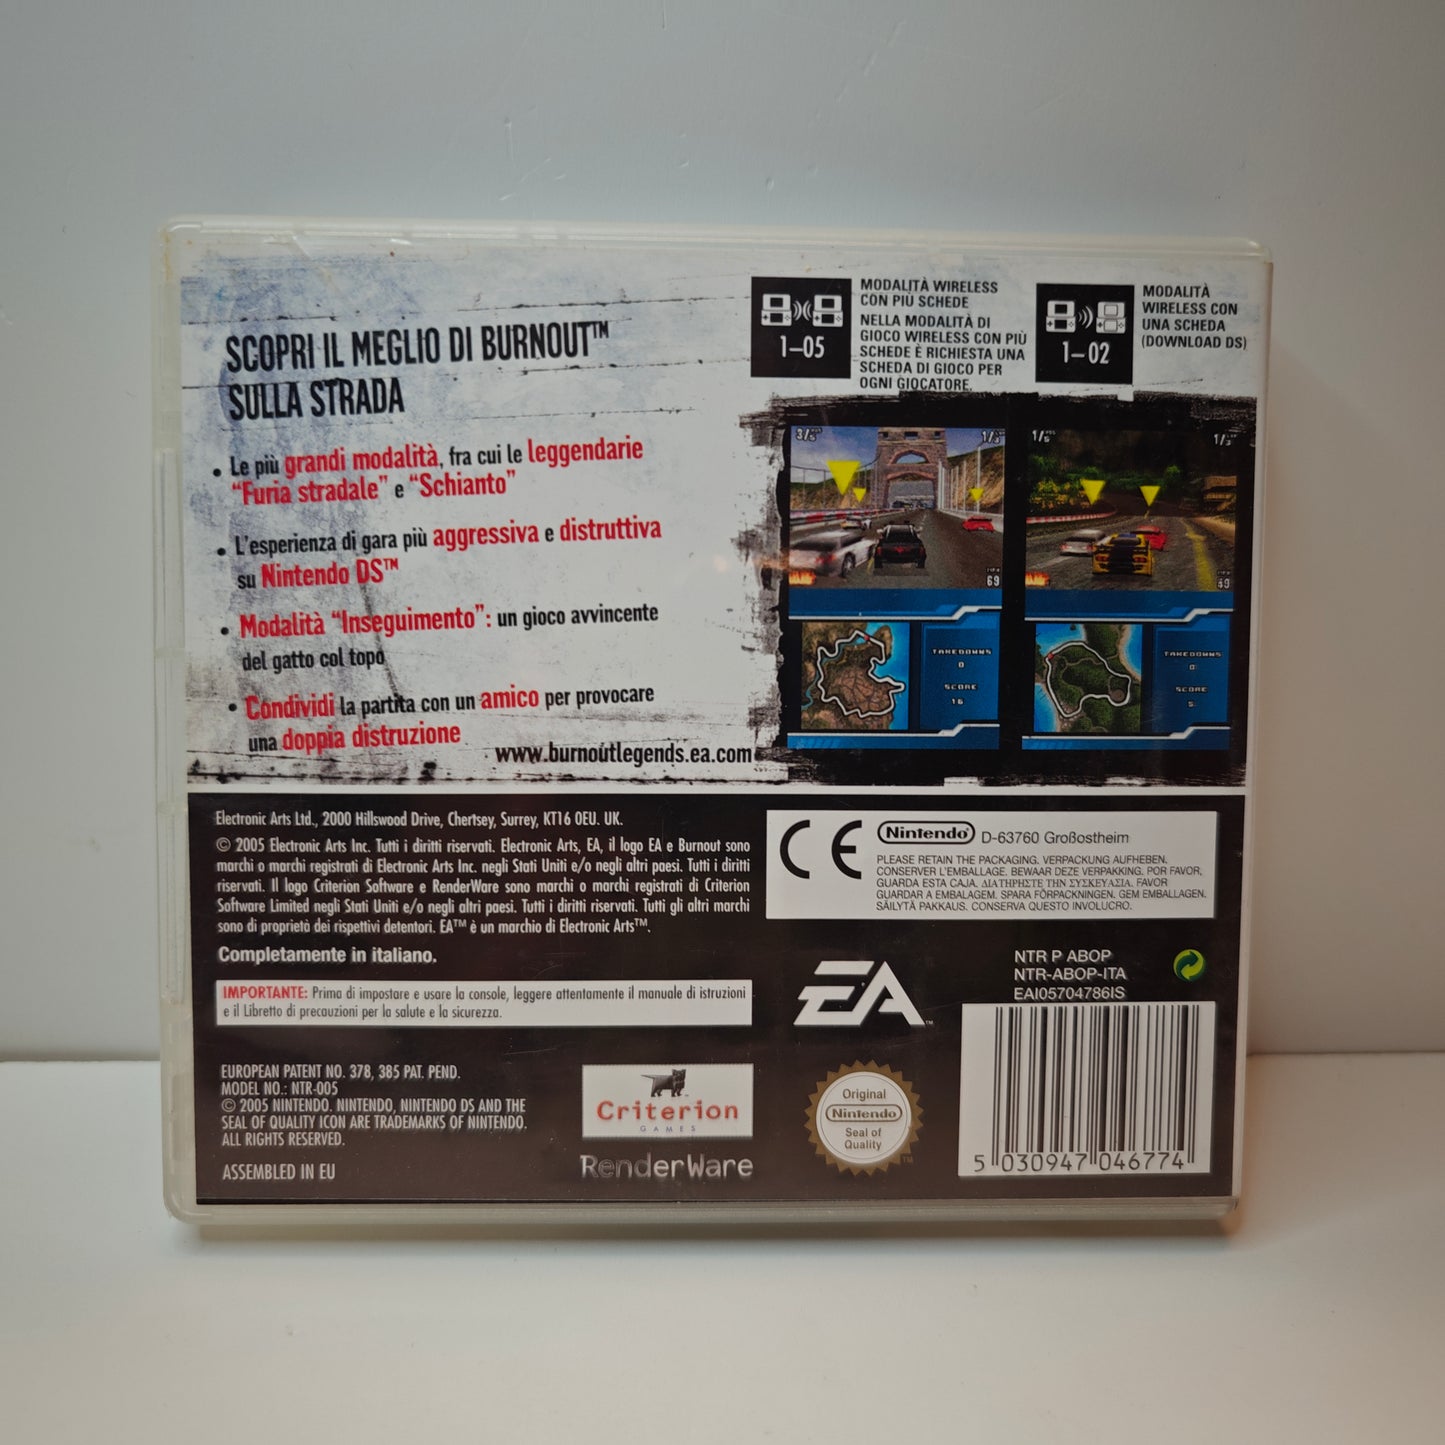 SCOPRI IL MEGLIO DI BURNOUT™
SULLA STRADA
• Le più grandi modalità, fra cui le leggendarie
"Furia stradale" e "Schianto"
• L'esperienza di gara più aggressiva e distruttiva
su Nintendo DS™
• Modalità "Inseguimento": un gioco avvincente
del gatto col topo
• Condividi la partita con un amico per provocare
una doppia distruzione
www.burnoutlegends.ea.com
1–05
MODALITÀ WIRELESS
CON PIÙ SCHEDE
NELLA MODALITÀ DI
GIOCO WIRELESS CON PIÙ
SCHEDE È RICHIESTA UNA
SCHEDA DI GIOCO PER
OGNI GIOCATORE.
1–02
MODALITÀ
WIRELESS CON
UNA SCHEDA
(DOWNLOAD DS)
69
TAKEDOWNS
0
SCORE
16
TAKEDOWNS
0
SCORE
5
Electronic Arts Ltd., 2000 Hillswood Drive, Chertsey, Surrey, KT16 0EU. UK.
© 2005 Electronic Arts Inc. Tutti i diritti riservati. Electronic Arts, EA, il logo EA e Burnout sono
marchi o marchi registrati di Electronic Arts Inc. negli Stati Uniti e/o negli altri paesi. Tutti i diritti
riservati. Il logo Criterion Software e RenderWare sono marchi o marchi registrati di Criterion
Software Limited negli Stati Uniti e/o negli altri paesi. Tutti i diritti riservati. Tutti gli altri marchi
sono di proprietà dei rispettivi detentori. EA™ è un marchio di Electronic Arts™.
Completamente in italiano.
IMPORTANTE: Prima di impostare e usare la console, leggere attentamente il manuale di istruzioni
e il Libretto di precauzioni per la salute e la sicurezza.
EUROPEAN PATENT NO. 378, 385 PAT. PEND.
MODEL NO.: NTR-005
© 2005 NINTENDO. NINTENDO, NINTENDO DS AND THE
SEAL OF QUALITY ICON ARE TRADEMARKS OF NINTENDO.
ALL RIGHTS RESERVED.
ASSEMBLED IN EU
Criterion
GAMES
RenderWare
CE
Nintendo® D-63760 Großostheim
PLEASE RETAIN THE PACKAGING. VERPACKUNG AUFHEBEN.
CONSERVER L'EMBALLAGE. BEWAAR DEZE VERPAKKING. POR FAVOR,
GUARDA ESTA CAJA. ΔΙΑΤΗΡΗΣΤΕ ΤΗΝ ΣΥΣΚΕΥΑΣΙΑ. FAVOR
GUARDAR A EMBALAGEM. SPARA FÖRPACKNINGEN. GEM EMBALLAGEN.
SÄILYTÄ PAKKAUS. CONSERVA QUESTO INVOLUCRO.
EA™
NTR P ABOP
NTR-ABOP-ITA
EAI05704786IS
Original
Nintendo
Seal of
Quality
TM
5 030947 046774